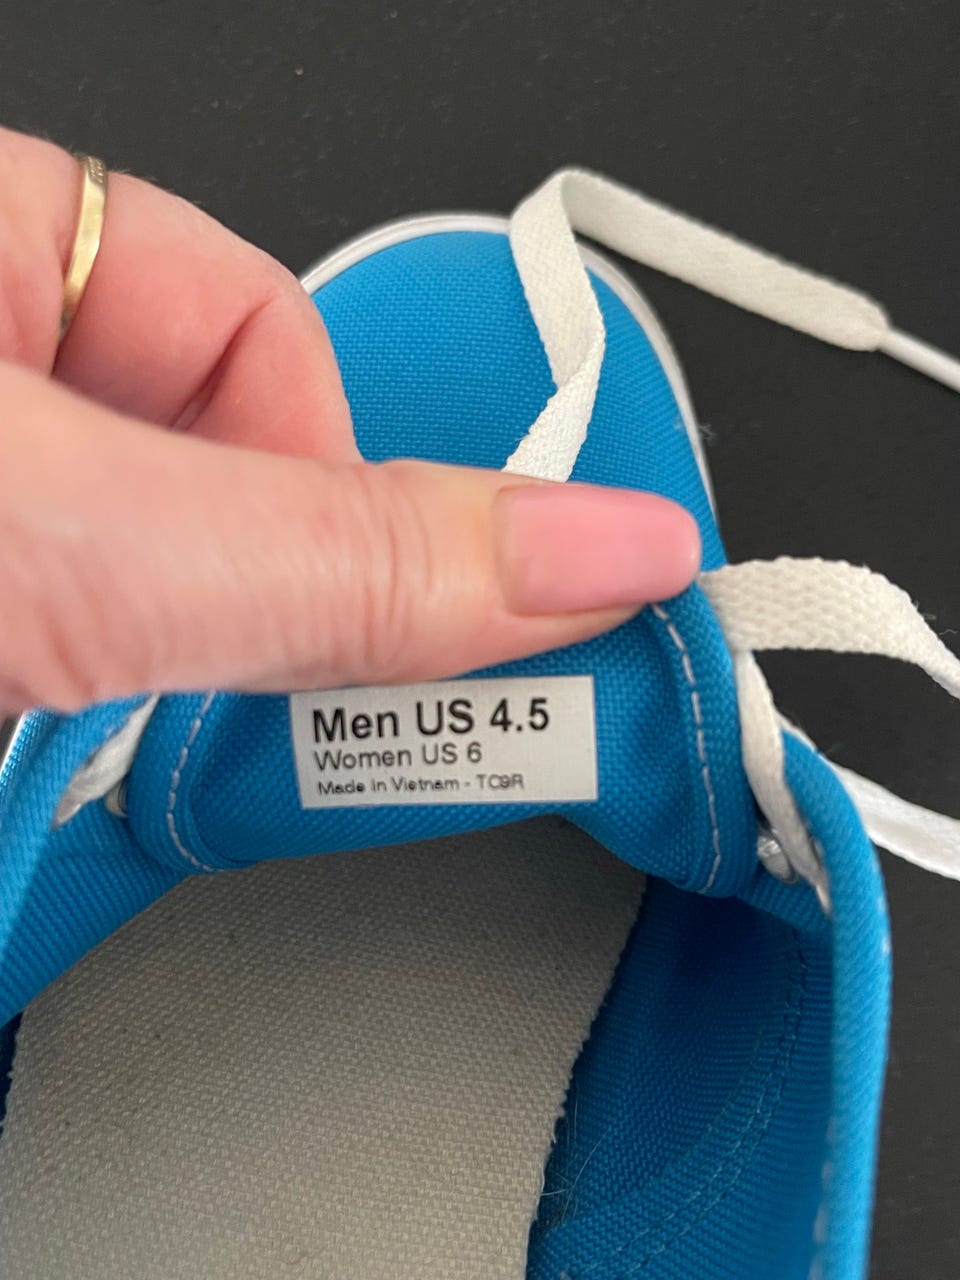 Men US 4.5
Women US 6
Made in Vietnam - TC9R